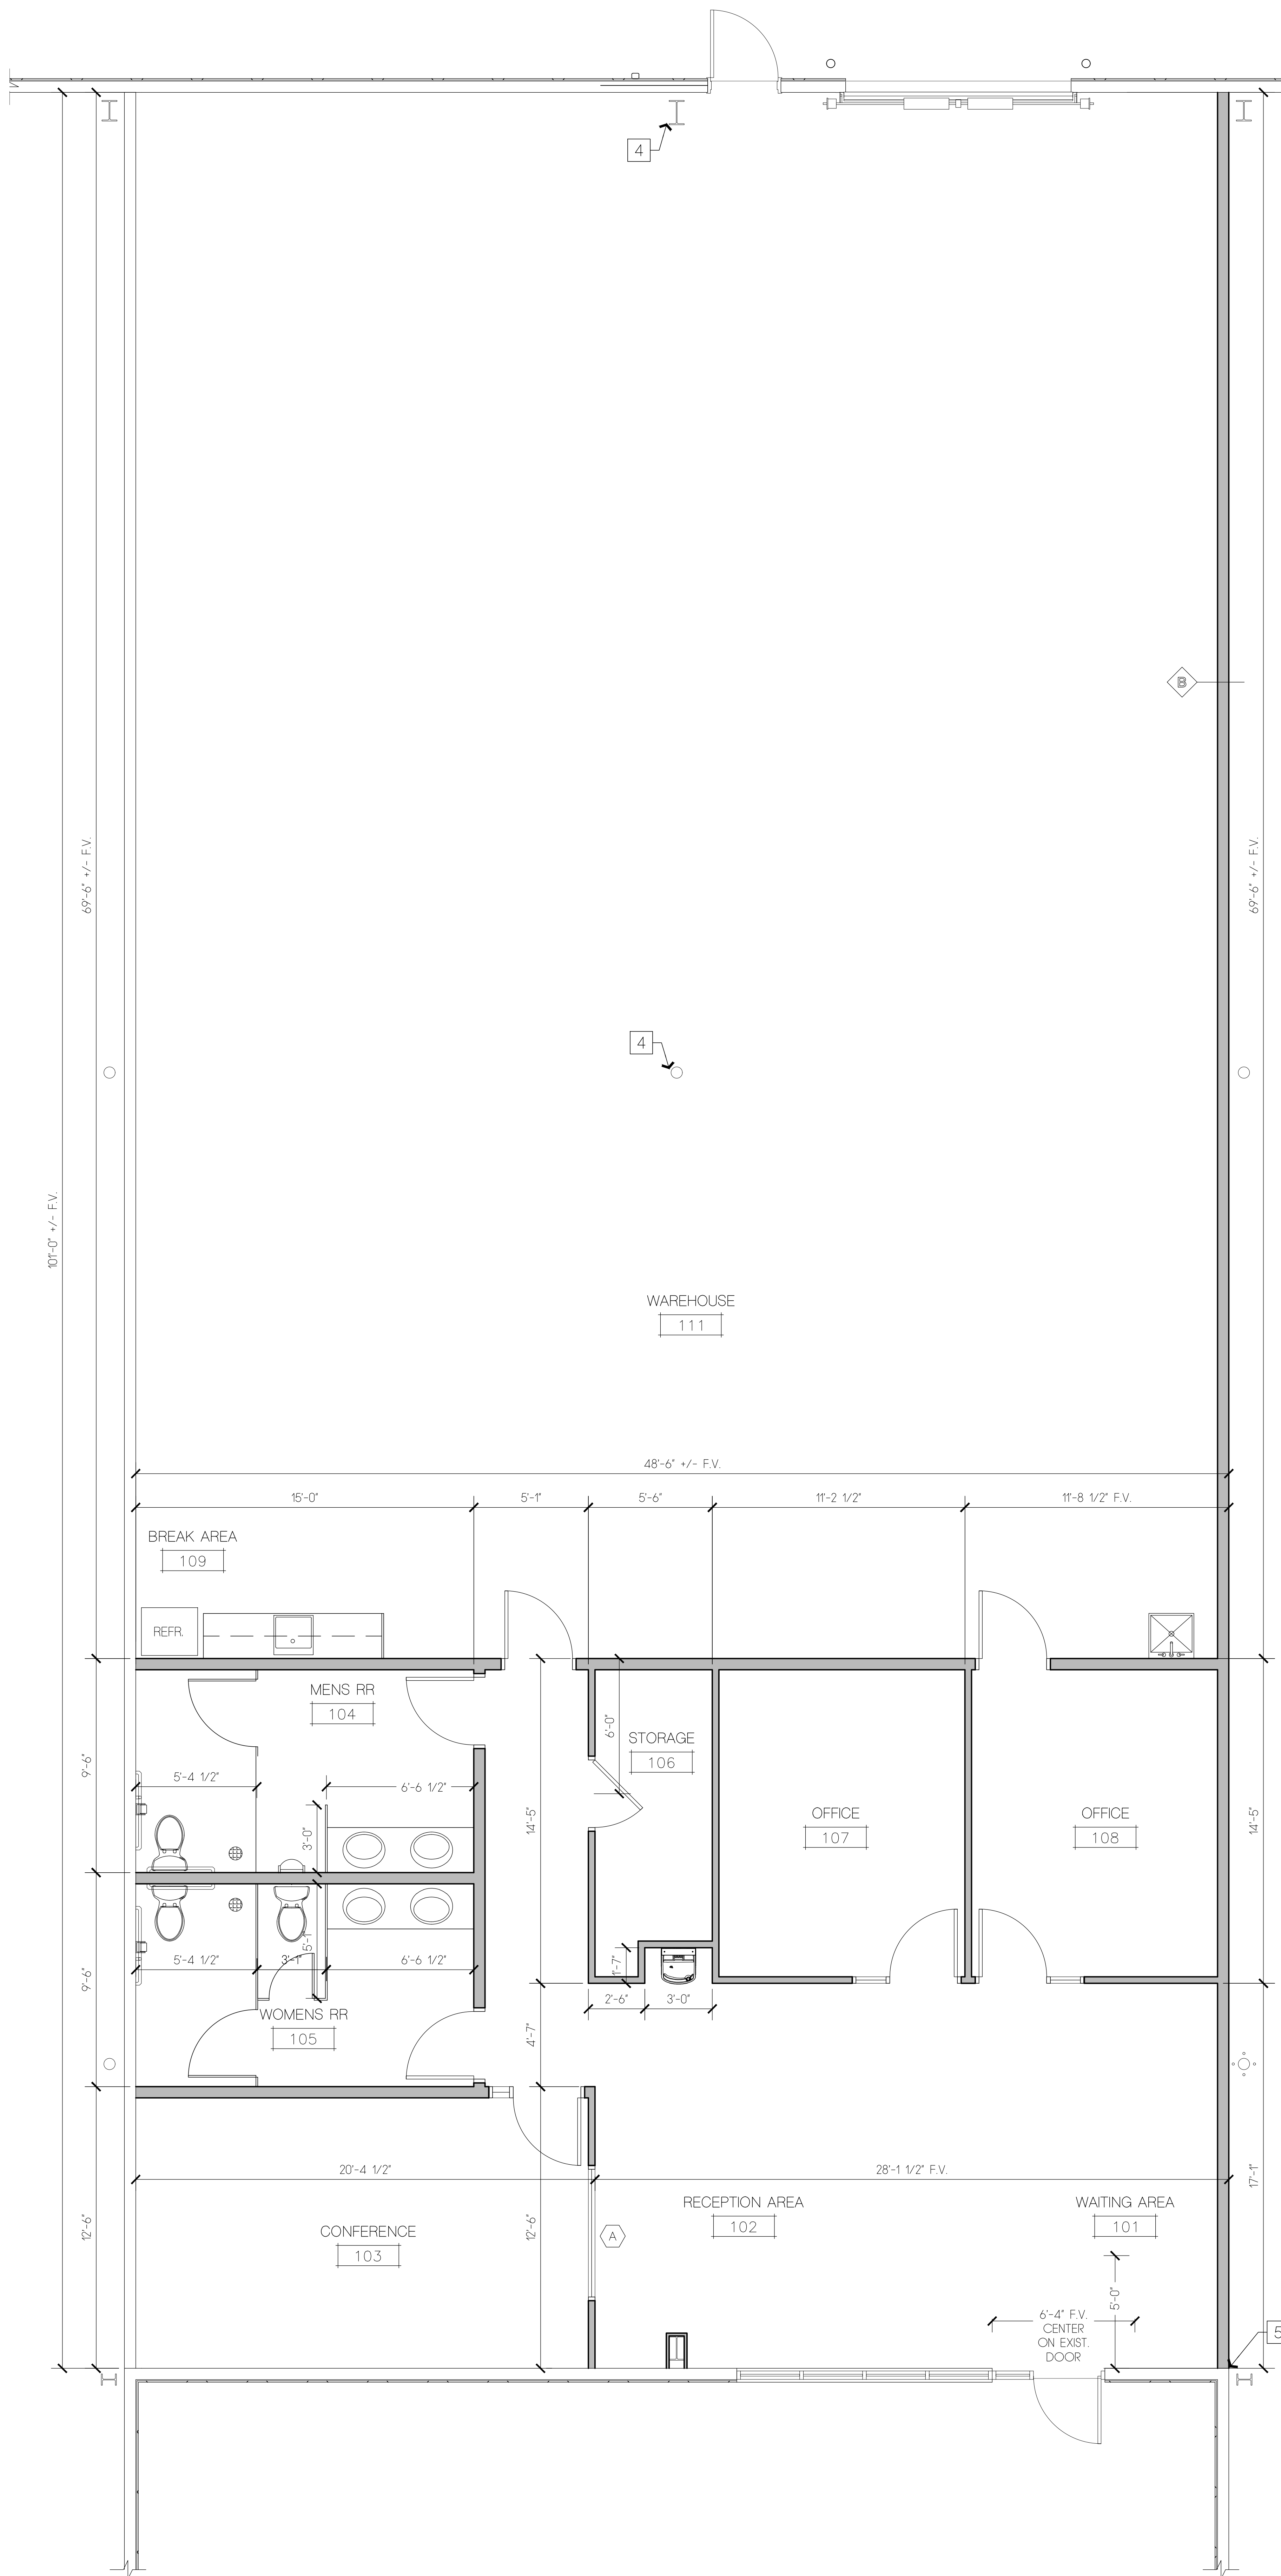 4
B
69'-6" +/- F.V.
69'-6" +/- F.V.
4
101'-0" +/- F.V.
WAREHOUSE
111
48'-6" +/- F.V.
15'-0"
5'-1"
5'-6"
11'-2 1/2"
11'-8 1/2" F.V.
BREAK AREA
109
REFR.
MENS RR
104
6'-0"
STORAGE
106
9'-6"
5'-4 1/2"
6'-6 1/2"
3'-0"
14'-5"
OFFICE
107
OFFICE
108
14'-5"
5'-4 1/2"
3'-1"
5'-1"
6'-6 1/2"
9'-6"
1'-7"
2'-6"
3'-0"
WOMENS RR
105
4'-7"
20'-4 1/2"
28'-1 1/2" F.V.
17'-1"
RECEPTION AREA
102
WAITING AREA
101
12'-6"
CONFERENCE
103
12'-6"
A
5'-0"
6'-4" F.V.
CENTER
ON EXIST.
DOOR
5